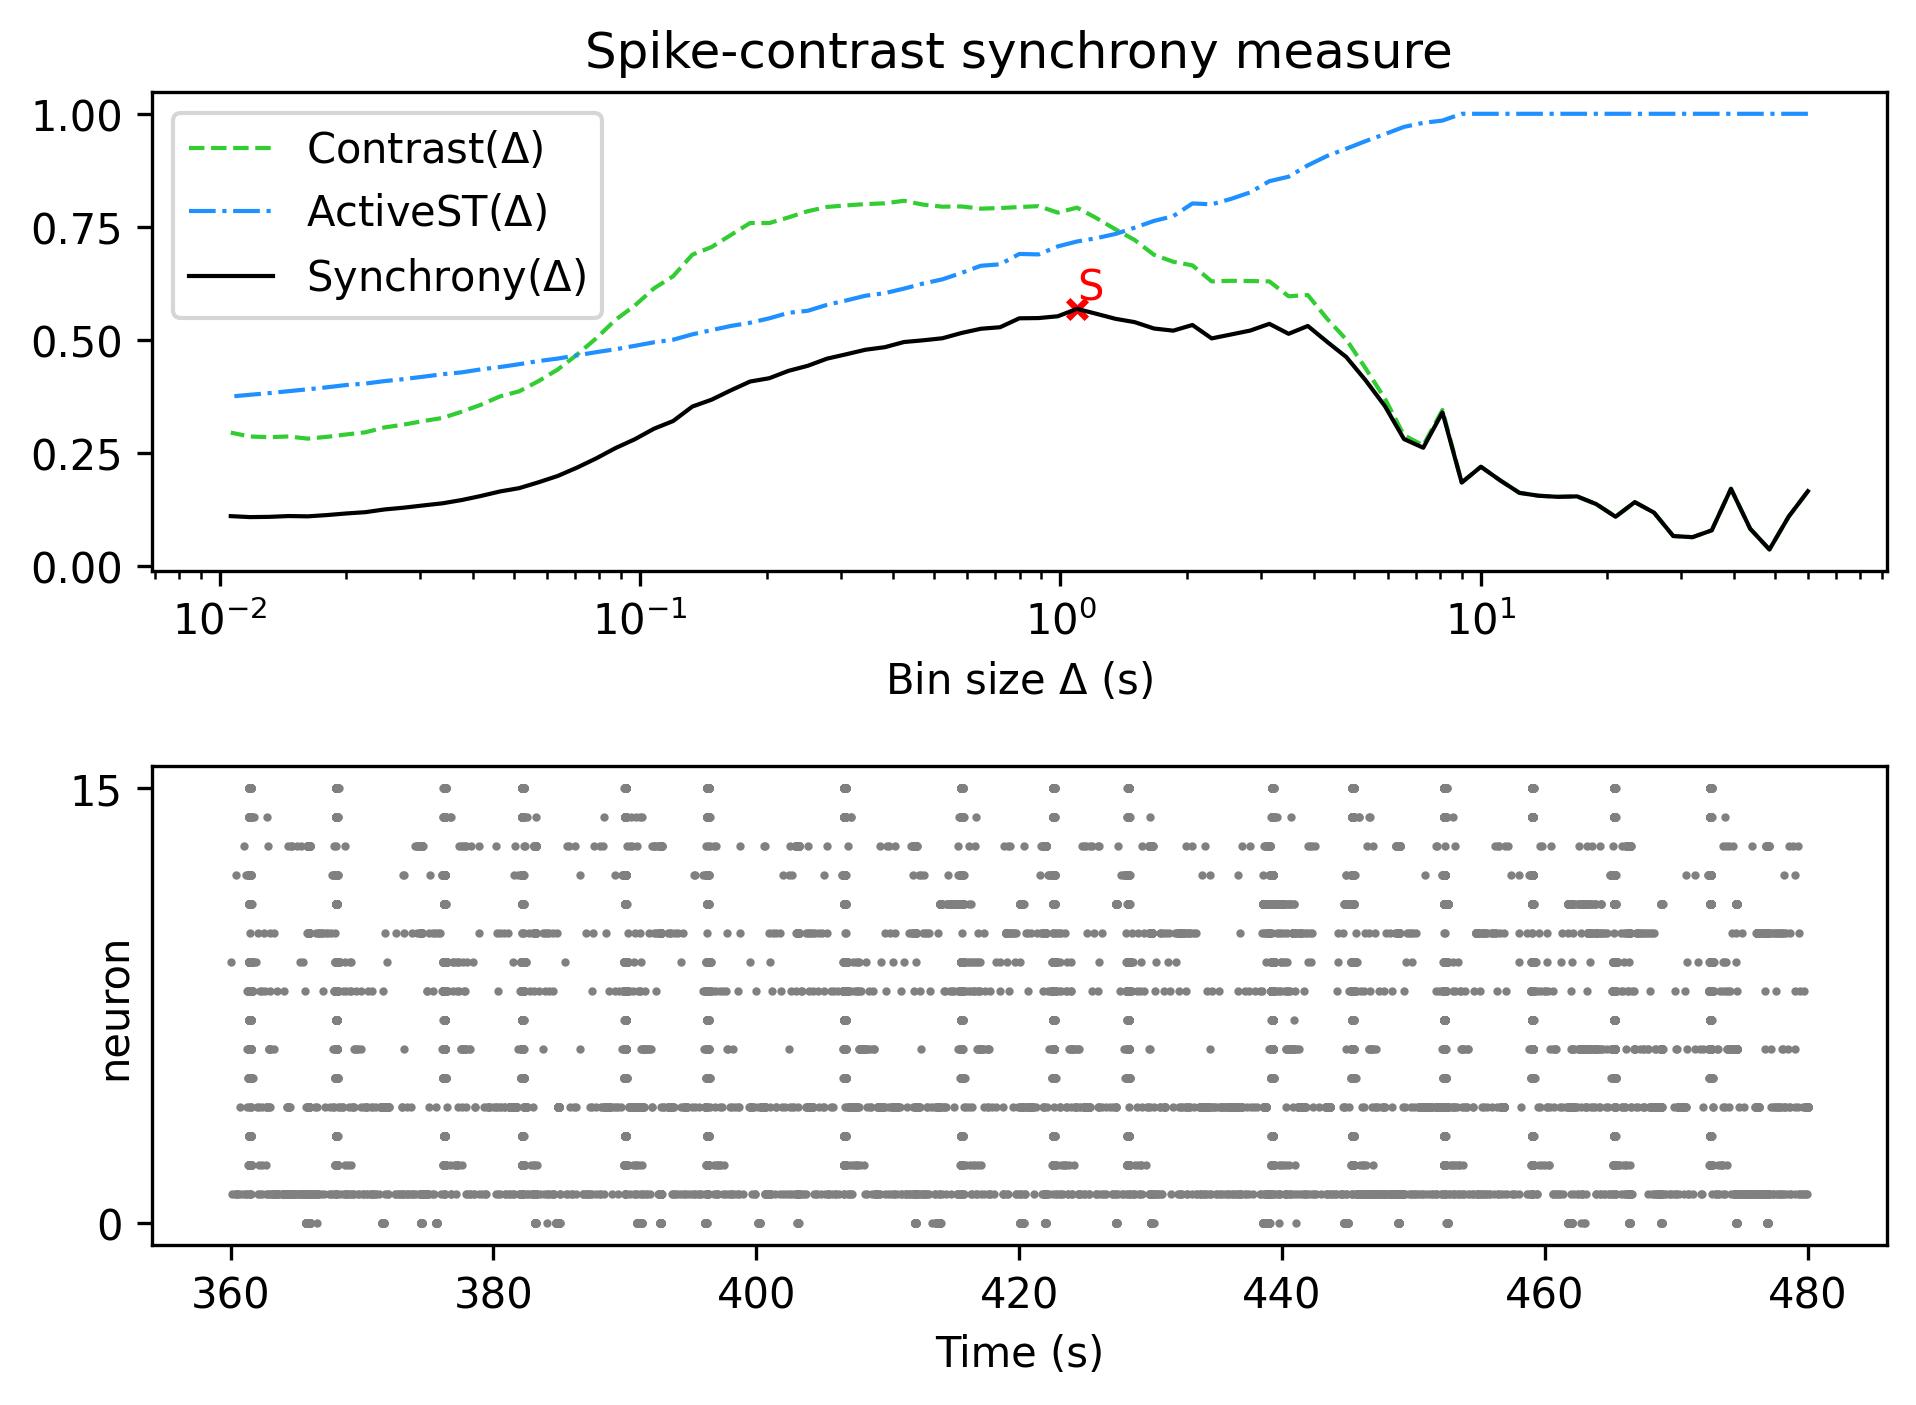 Spike-contrast synchrony measure
1.00
0.75
0.50
0.25
0.00
Contrast(Δ)
ActiveST(Δ)
Synchrony(Δ)
S
10⁻² 10⁻¹ 10⁰ 10¹
Bin size Δ (s)
15
0
neuron
360 380 400 420 440 460 480
Time (s)